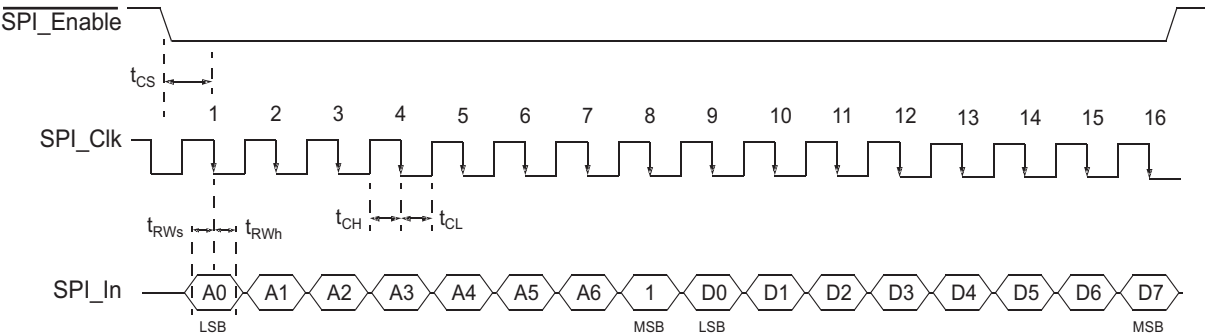 SPI_Enable
tCS
1 2 3 4 5 6 7 8 9 10 11 12 13 14 15 16
SPI_Clk
tRWs tRWh tCH tCL
SPI_In A0 A1 A2 A3 A4 A5 A6 1 D0 D1 D2 D3 D4 D5 D6 D7
LSB MSB LSB MSB